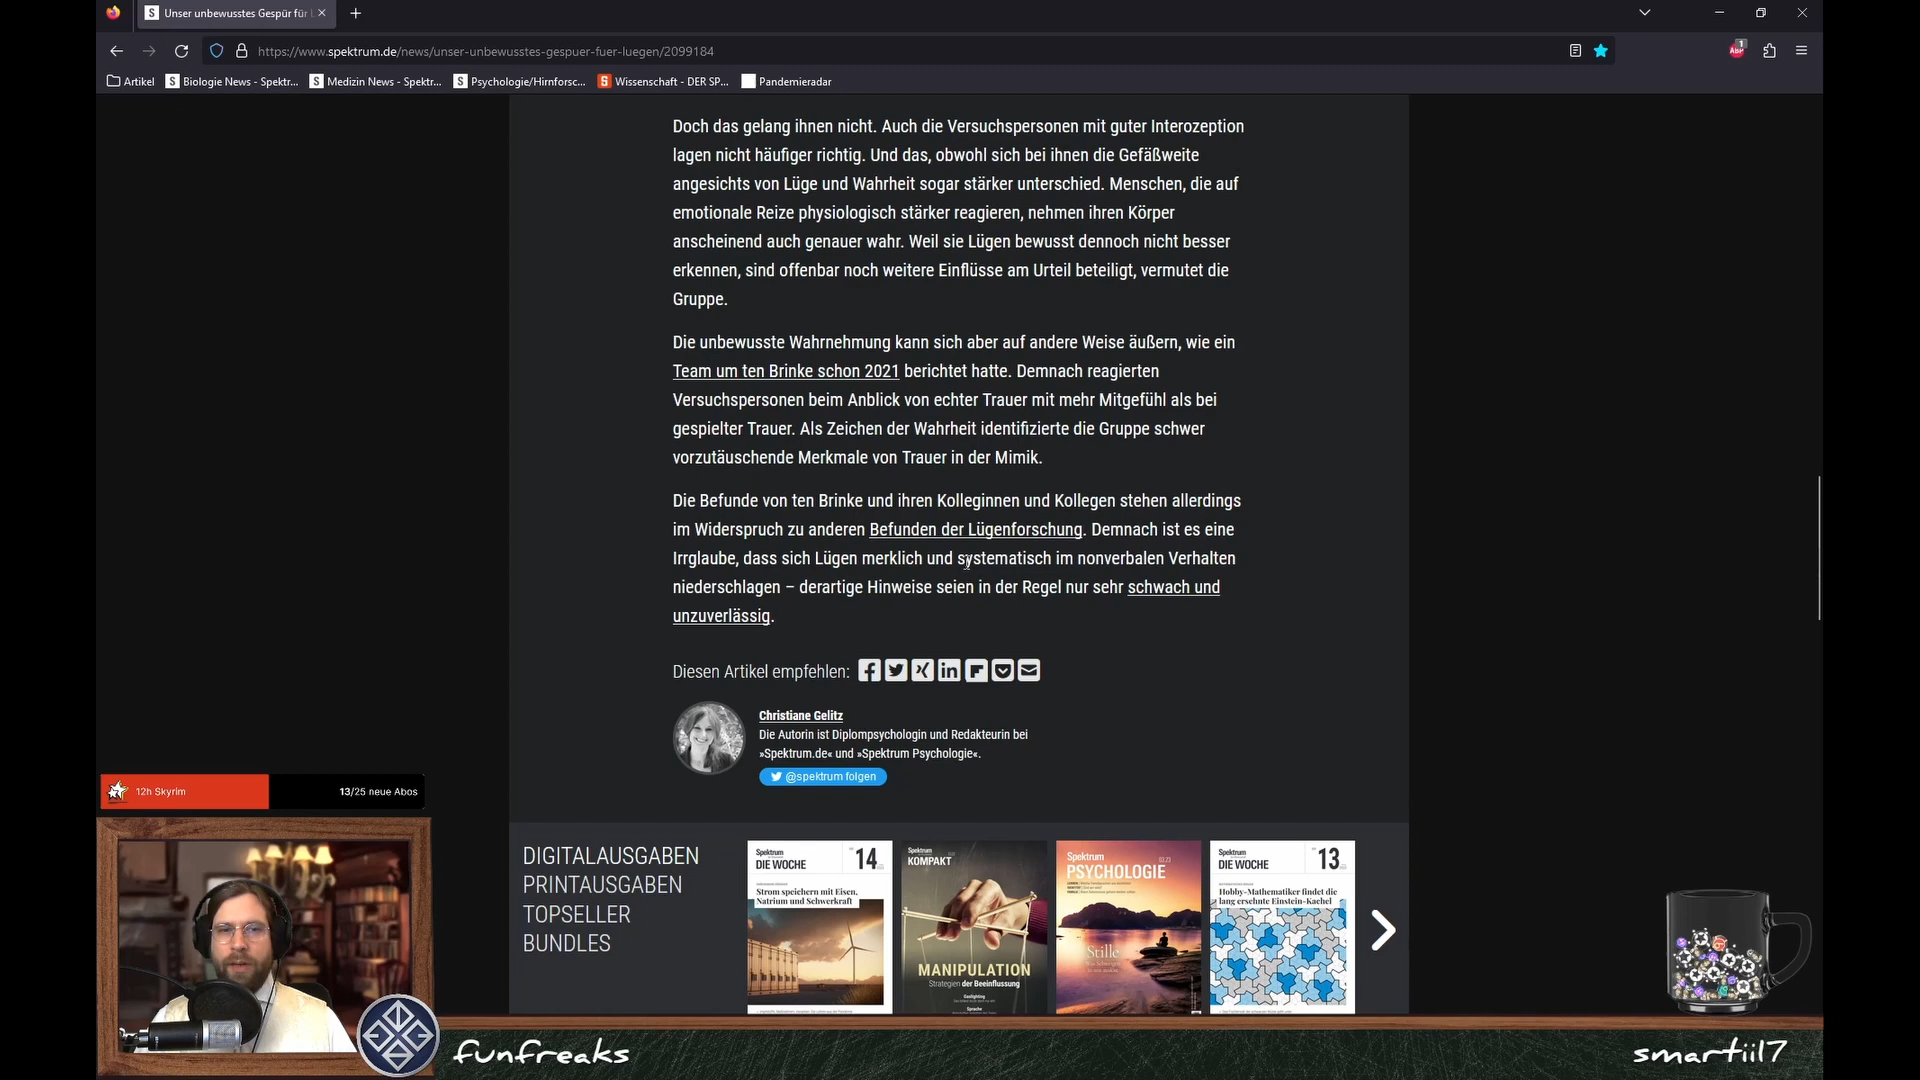 Unser unbewusstes Gespür für L
https://www.spektrum.de/news/unser-unbewusstes-gespuer-fuer-luegen/2099184
ABP 1
Artikel
Biologie News - Spektr...
Medizin News - Spektr...
Psychologie/Hirnforsc...
Wissenschaft - DER SP...
Pandemieradar
Doch das gelang ihnen nicht. Auch die Versuchspersonen mit guter Interozeption
lagen nicht häufiger richtig. Und das, obwohl sich bei ihnen die Gefäßweite
angesichts von Lüge und Wahrheit sogar stärker unterschied. Menschen, die auf
emotionale Reize physiologisch stärker reagieren, nehmen ihren Körper
anscheinend auch genauer wahr. Weil sie Lügen bewusst dennoch nicht besser
erkennen, sind offenbar noch weitere Einflüsse am Urteil beteiligt, vermutet die
Gruppe.
Die unbewusste Wahrnehmung kann sich aber auf andere Weise äußern, wie ein
Team um ten Brinke schon 2021 berichtet hatte. Demnach reagierten
Versuchspersonen beim Anblick von echter Trauer mit mehr Mitgefühl als bei
gespielter Trauer. Als Zeichen der Wahrheit identifizierte die Gruppe schwer
vorzutäuschende Merkmale von Trauer in der Mimik.
Die Befunde von ten Brinke und ihren Kolleginnen und Kollegen stehen allerdings
im Widerspruch zu anderen Befunden der Lügenforschung. Demnach ist es eine
Irrglaube, dass sich Lügen merklich und systematisch im nonverbalen Verhalten
niederschlagen – derartige Hinweise seien in der Regel nur sehr schwach und
unzuverlässig.
Diesen Artikel empfehlen:
Christiane Gelitz
Die Autorin ist Diplompsychologin und Redakteurin bei
»Spektrum.de« und »Spektrum Psychologie«.
@spektrum folgen
12h Skyrim
13/25 neue Abos
DIGITALAUSGABEN
PRINTAUSGABEN
TOPSELLER
BUNDLES
Spektrum
DIE WOCHE
14
Strom speichern mit Eisen,
Natrium und Schwerkraft
Spektrum
KOMPAKT
MANIPULATION
Strategien der Beeinflussung
Gaslighting
Sprache
Spektrum
PSYCHOLOGIE
03.23
Stille
Spektrum
DIE WOCHE
13
Hobby-Mathematiker findet die
lang ersehnte Einstein-Kachel
funfreaks
smartii17